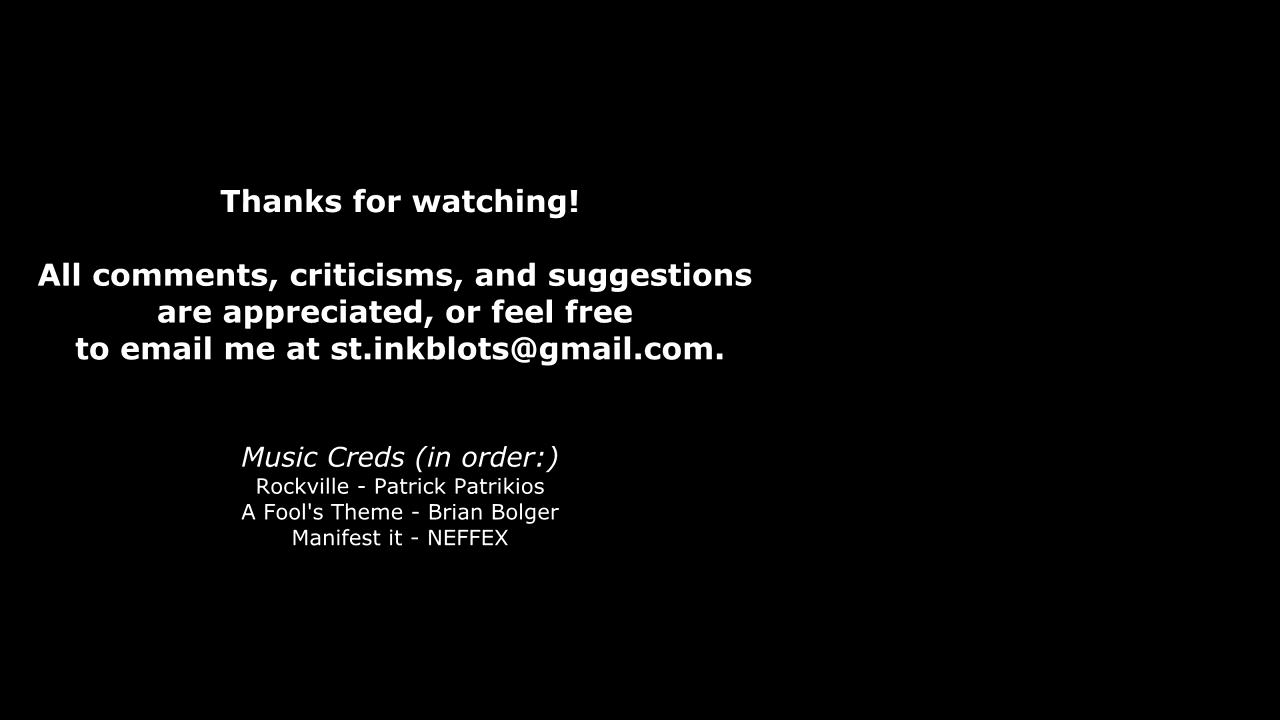 Thanks for watching!
All comments, criticisms, and suggestions
are appreciated, or feel free
to email me at st.inkblots@gmail.com.
Music Creds (in order:)
Rockville - Patrick Patrikios
A Fool's Theme - Brian Bolger
Manifest it - NEFFEX